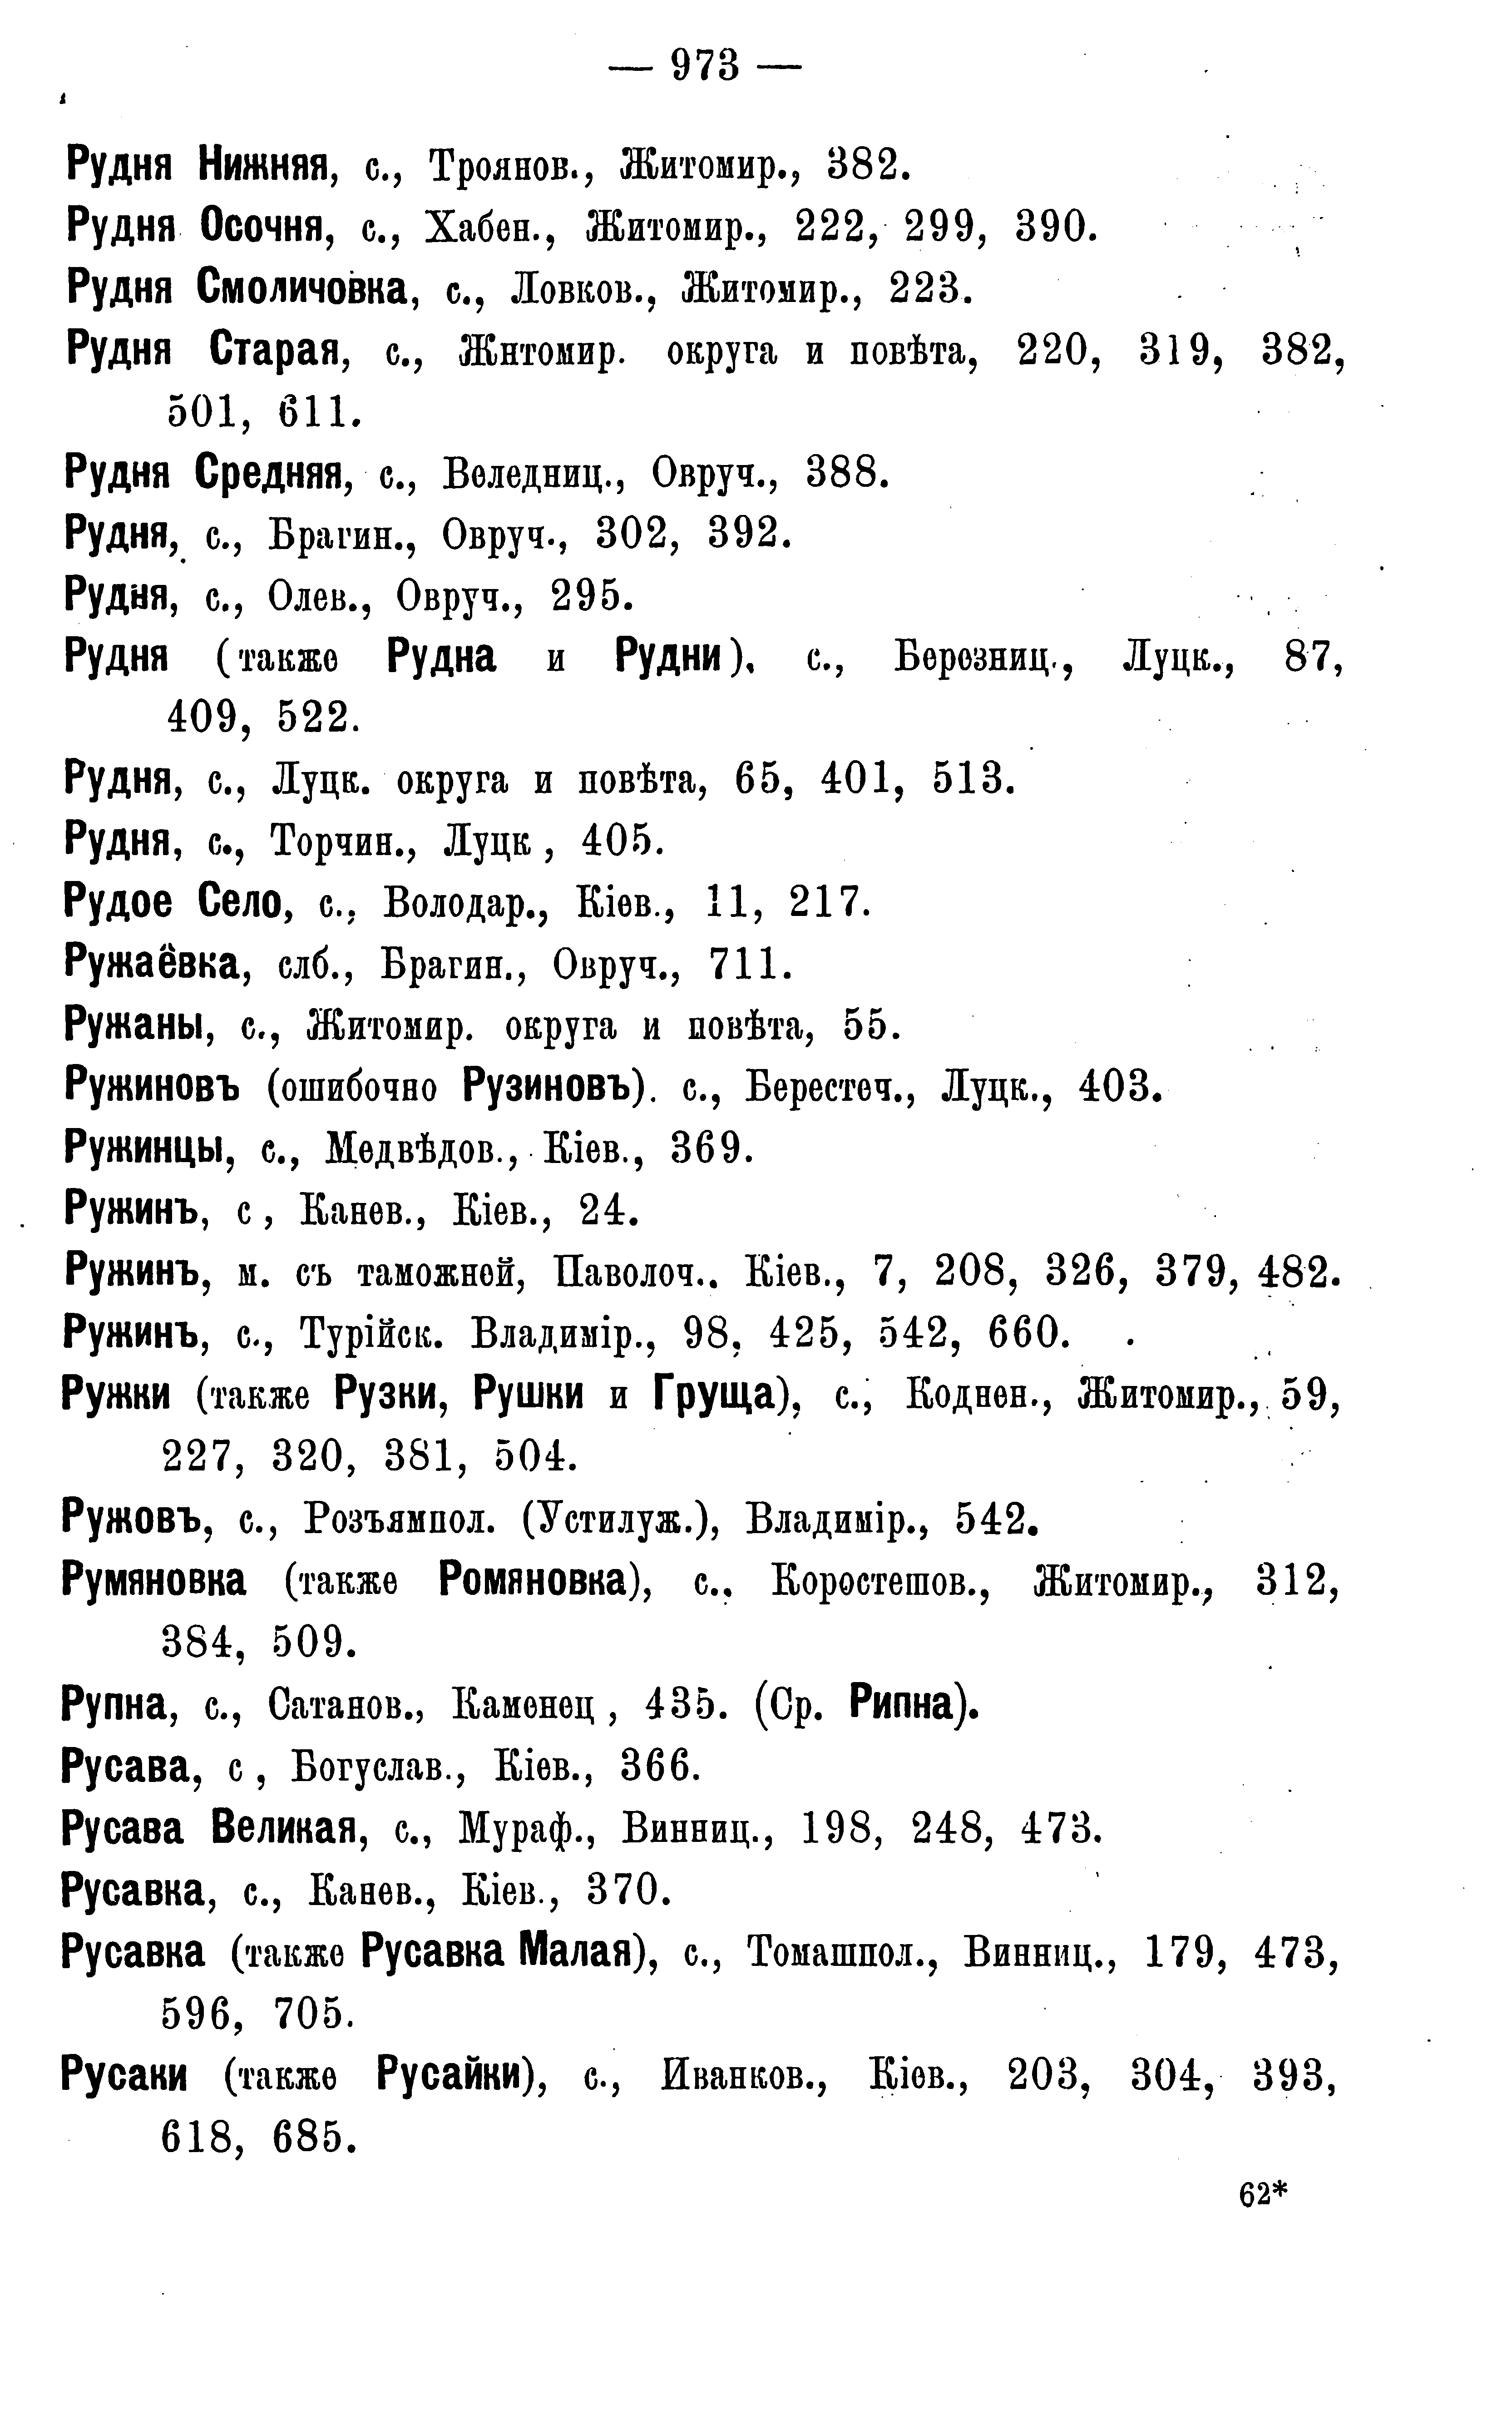 — 973 —
Рудня Нижняя, с., Троянов., Житомир., 382.
Рудня Осочня, с., Хабен., Житомир., 222, 299, 390.
Рудня Смоличовка, с., Ловков., Житомир., 223.
Рудня Старая, с., Житомир. округа и повѣта, 220, 319, 382,
501, 611.
Рудня Средняя, с., Веледниц., Овруч., 388.
Рудня, с., Брагин., Овруч., 302, 392.
Рудня, с., Олев., Овруч., 295.
Рудня (также Рудна и Рудни), с., Березниц., Луцк., 87,
409, 522.
Рудня, с., Луцк. округа и повѣта, 65, 401, 513.
Рудня, с., Торчин., Луцк , 405.
Рудое Село, с., Володар., Кіев., 11, 217.
Ружаёвка, слб., Брагин., Овруч., 711.
Ружаны, с., Житомир. округа и повѣта, 55.
Ружиновъ (ошибочно Рузиновъ). с., Берестеч., Луцк., 403.
Ружинцы, с., Медвѣдов., Кіев., 369.
Ружинъ, с , Канев., Кіев., 24.
Ружинъ, м. съ таможней, Паволоч.. Кіев., 7, 208, 326, 379, 482.
Ружинъ, с., Турійск. Владимір., 98, 425, 542, 660.
Ружки (также Рузки, Рушки и Груща), с., Коднен., Житомир., 59,
227, 320, 381, 504.
Ружовъ, с., Розъямпол. (Устилуж.), Владимір., 542.
Румяновка (также Ромяновка), с., Коростешов., Житомир., 312,
384, 509.
Рупна, с., Сатанов., Каменец , 435. (Ср. Рипна).
Русава, с , Богуслав., Кіев., 366.
Русава Великая, с., Мураф., Винниц., 198, 248, 473.
Русавка, с., Канев., Кіев., 370.
Русавка (также Русавка Малая), с., Томашпол., Винниц., 179, 473,
596, 705.
Русаки (также Русайки), с., Иванков., Кіев., 203, 304, 393,
618, 685.
62*